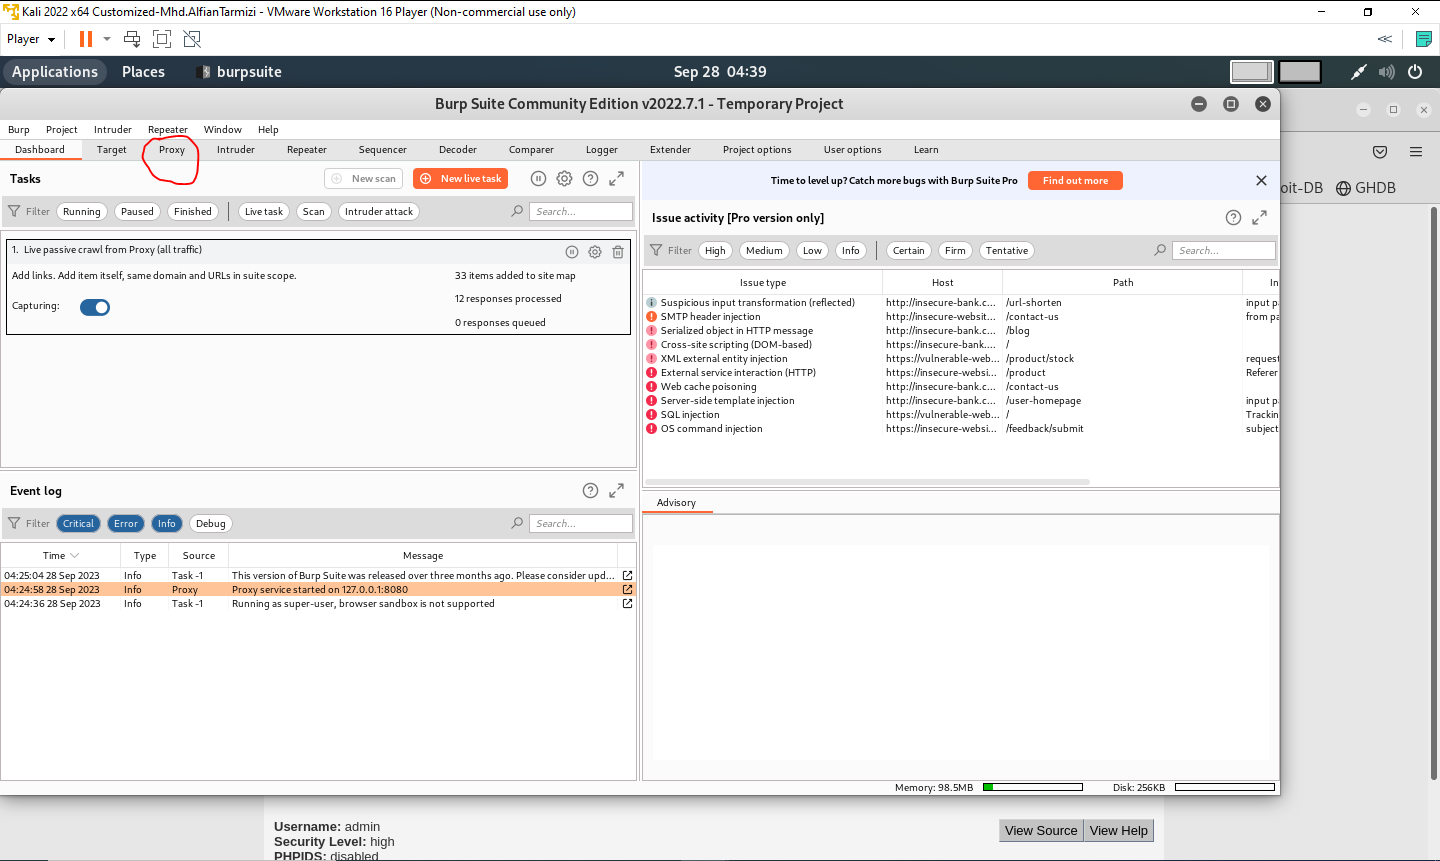 Kali 2022 x64 Customized-Mhd.AlfianTarmizi - VMware Workstation 16 Player (Non-commercial use only)
Player
Applications Places burpsuite Sep 28 04:39
Burp Suite Community Edition v2022.7.1 - Temporary Project
Burp Project Intruder Repeater Window Help
Dashboard Target Proxy Intruder Repeater Sequencer Decoder Comparer Logger Extender Project options User options Learn
Tasks
New scan New live task
Filter Running Paused Finished Live task Scan Intruder attack Search...
1. Live passive crawl from Proxy (all traffic)
Add links. Add item itself, same domain and URLs in suite scope.
Capturing:
33 items added to site map
12 responses processed
0 responses queued
Event log
Filter Critical Error Info Debug Search...
Time Type Source Message
04:25:04 28 Sep 2023 Info Task -1 This version of Burp Suite was released over three months ago. Please consider upd...
04:24:58 28 Sep 2023 Info Proxy Proxy service started on 127.0.0.1:8080
04:24:36 28 Sep 2023 Info Task -1 Running as super-user, browser sandbox is not supported
Time to level up? Catch more bugs with Burp Suite Pro Find out more
Issue activity [Pro version only]
Filter High Medium Low Info Certain Firm Tentative Search...
Issue type Host Path In
Suspicious input transformation (reflected) http://insecure-bank.c... /url-shorten input pa
SMTP header injection http://insecure-websit... /contact-us from pa
Serialized object in HTTP message http://insecure-bank.c... /blog
Cross-site scripting (DOM-based) https://insecure-bank.... /
XML external entity injection https://vulnerable-web... /product/stock request
External service interaction (HTTP) https://insecure-websi... /product Referer
Web cache poisoning http://insecure-bank.c... /contact-us
Server-side template injection http://insecure-bank.c... /user-homepage input pa
SQL injection https://vulnerable-web... / Trackin
OS command injection https://insecure-websi... /feedback/submit subject
Advisory
Memory: 98.5MB Disk: 256KB
oit-DB GHDB
Username: admin
Security Level: high
PHPIDS: disabled
View Source View Help